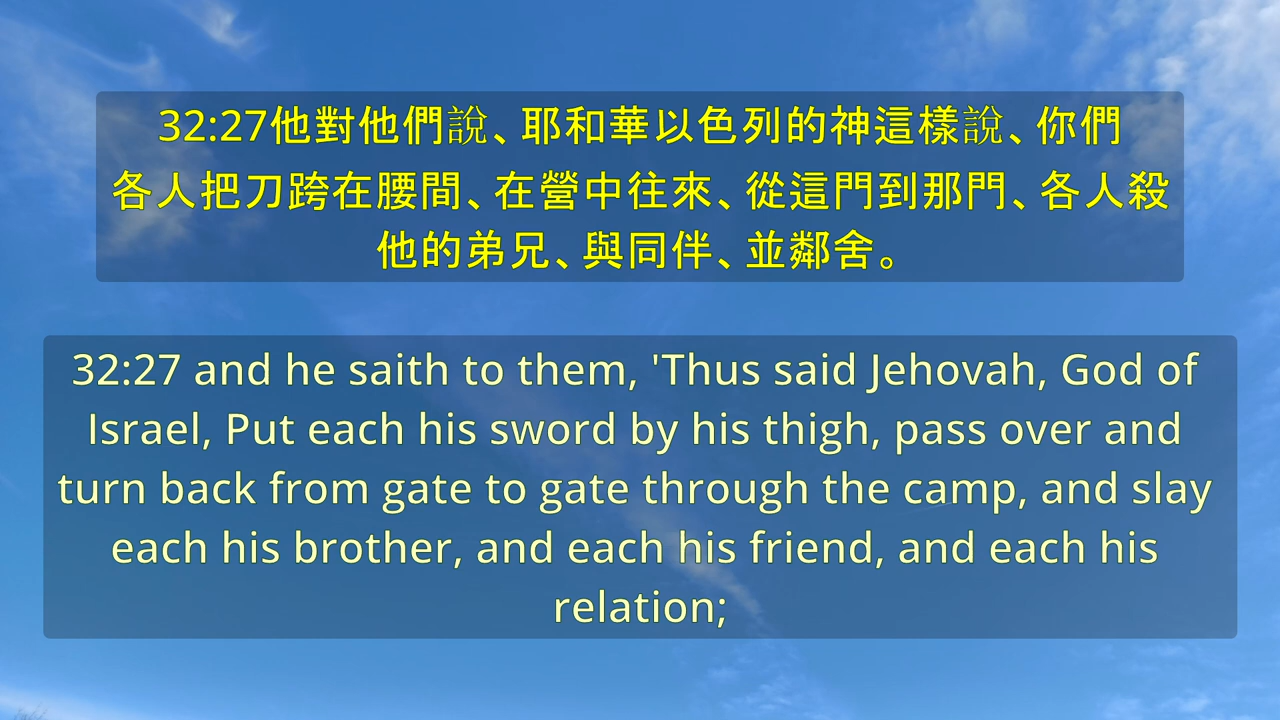 32:27他對他們說、耶和華以色列的神這樣說、你們
各人把刀跨在腰間、在營中往來、從這門到那門、各人殺
他的弟兄、與同伴、並鄰舍。
32:27 and he saith to them, 'Thus said Jehovah, God of
Israel, Put each his sword by his thigh, pass over and
turn back from gate to gate through the camp, and slay
each his brother, and each his friend, and each his
relation;